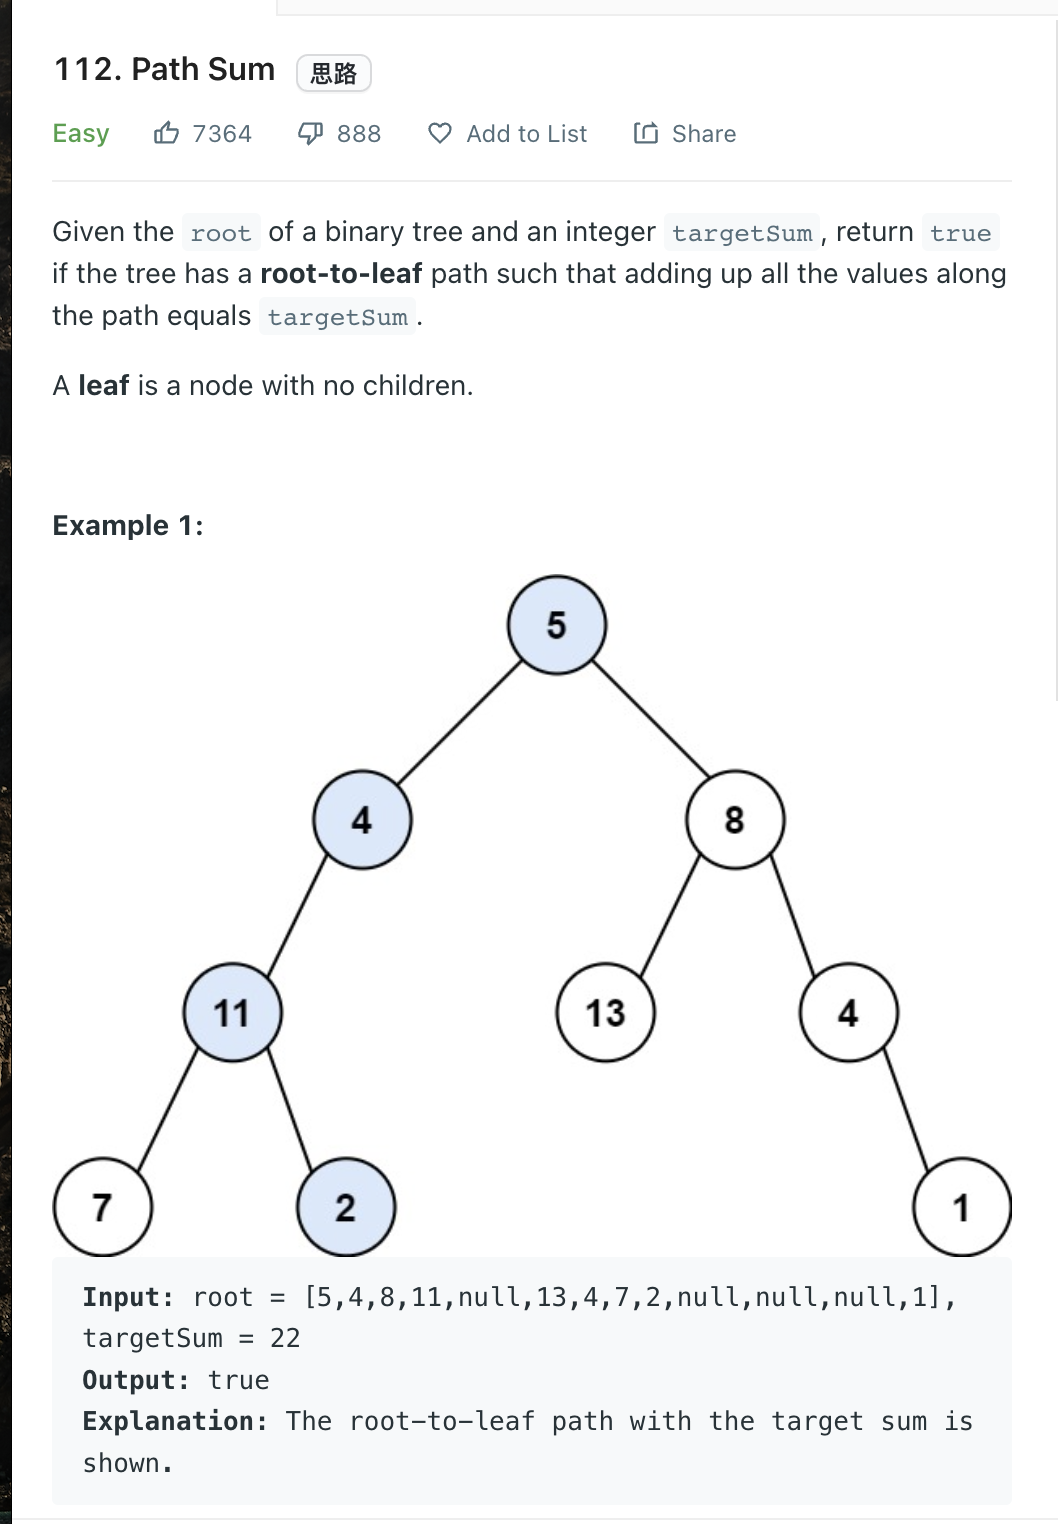 112. Path Sum 思路
Easy 7364 888 Add to List Share
Given the root of a binary tree and an integer targetSum, return true
if the tree has a root-to-leaf path such that adding up all the values along
the path equals targetSum.
A leaf is a node with no children.
Example 1:
5
4 8
11 13 4
7 2 1
Input: root = [5,4,8,11,null,13,4,7,2,null,null,null,1],
targetSum = 22
Output: true
Explanation: The root-to-leaf path with the target sum is
shown.